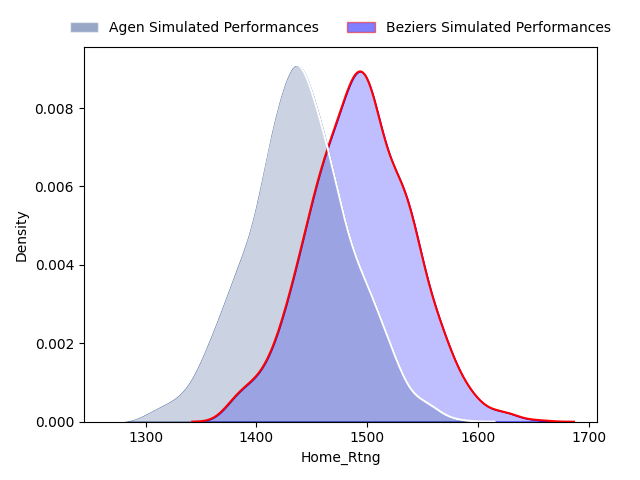 Agen Simulated Performances Beziers Simulated Performances
0.008
0.006
0.004
0.002
0.000
Density
1300 1400 1500 1600 1700
Home_Rtng